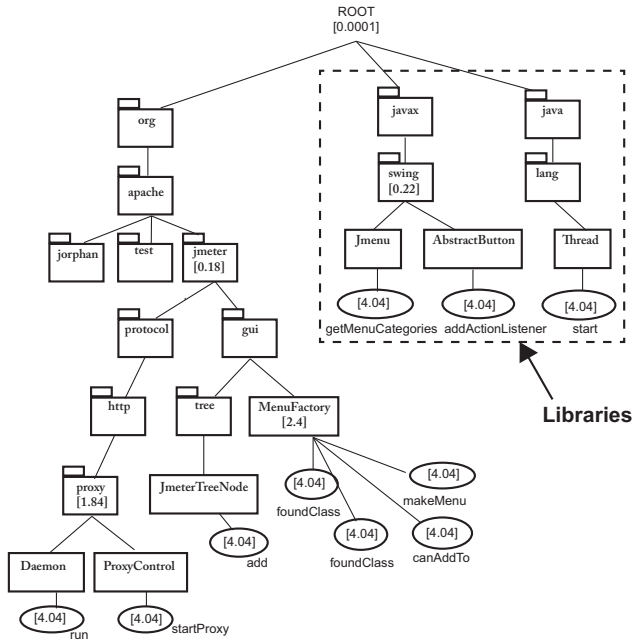 ROOT
[0.0001]
org
javax
java
apache
swing
[0.22]
lang
jorphan
test
jmeter
[0.18]
Jmenu
AbstractButton
Thread
[4.04]
[4.04]
[4.04]
getMenuCategories
addActionListener
start
protocol
gui
Libraries
http
tree
MenuFactory
[2.4]
proxy
[1.84]
JmeterTreeNode
[4.04]
foundClass
[4.04]
makeMenu
[4.04]
add
[4.04]
foundClass
[4.04]
canAddTo
Daemon
ProxyControl
[4.04]
run
[4.04]
startProxy